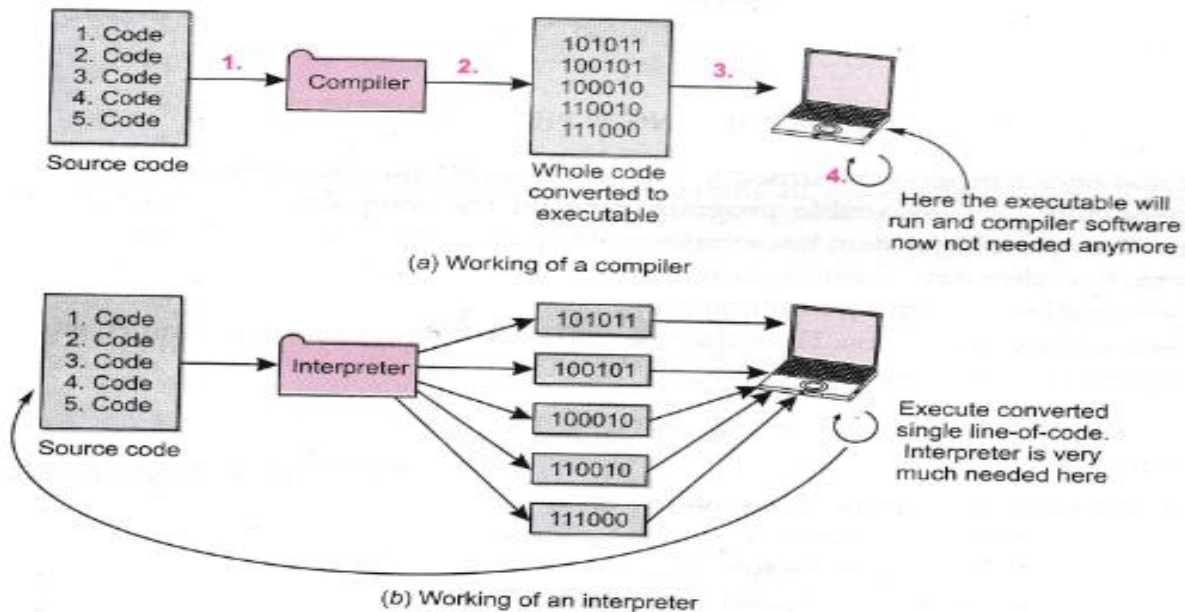 1. Code
2. Code
3. Code
4. Code
5. Code
Source code
1.
Compiler
2.
101011
100101
100010
110010
111000
Whole code
converted to
executable
3.
4.
Here the executable will
run and compiler software
now not needed anymore
(a) Working of a compiler
1. Code
2. Code
3. Code
4. Code
5. Code
Source code
Interpreter
101011
100101
100010
110010
111000
Execute converted
single line-of-code.
Interpreter is very
much needed here
(b) Working of an interpreter